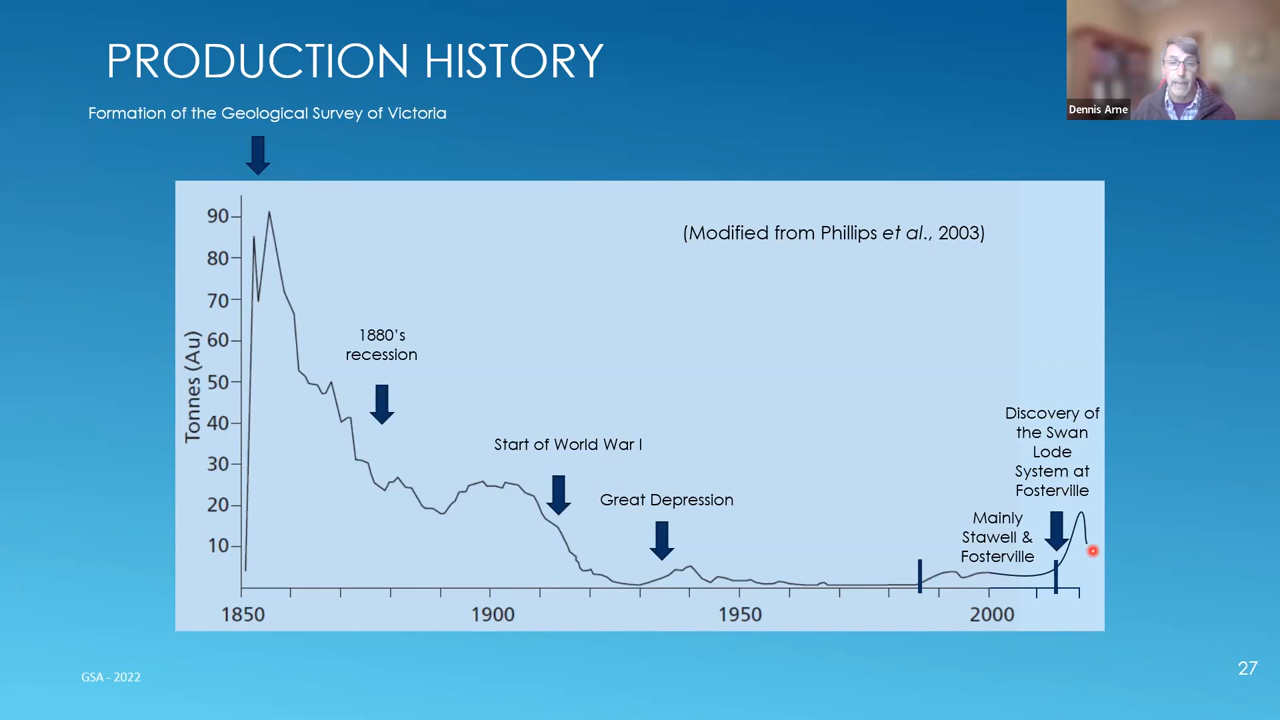 PRODUCTION HISTORY
Dennis Arne
Formation of the Geological Survey of Victoria
(Modified from Phillips et al., 2003)
90
80
70
60
50
40
30
20
10
Tonnes (Au)
1880’s
recession
Start of World War I
Great Depression
Mainly
Stawell &
Fosterville
Discovery of
the Swan
Lode
System at
Fosterville
1850
1900
1950
2000
GSA - 2022
27